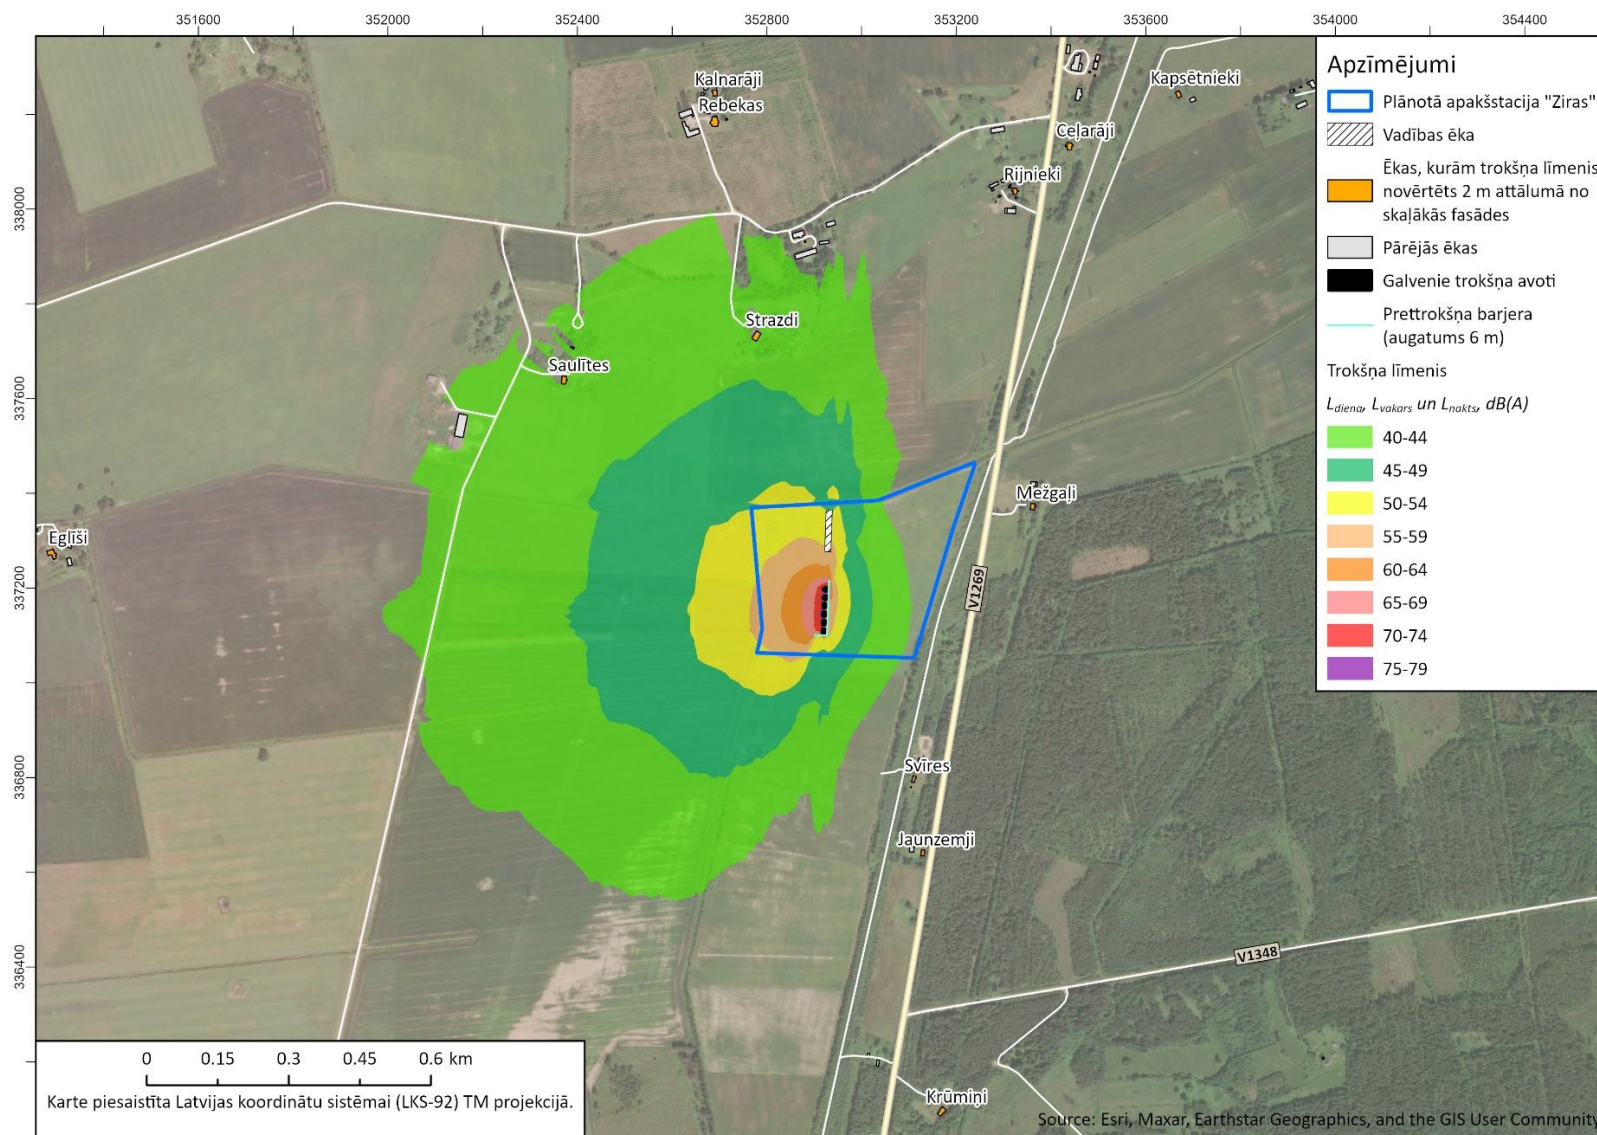 351600
352000
352400
352800
353200
353600
354000
354400
338000
337600
337200
336800
336400
Kalnarāji
Rebekas
Kapsētnieki
Ceļarāji
Rijnieki
Strazdi
Saulītes
Mežgaļi
Eglīši
V1269
Svīres
Jaunzemji
V1348
Krūmiņi
Apzīmējumi
Plānotā apakšstacija "Ziras"
Vadības ēka
Ēkas, kurām trokšņa līmenis
novērtēts 2 m attālumā no
skaļākās fasādes
Pārējās ēkas
Galvenie trokšņa avoti
Prettrokšņa barjera
(augatums 6 m)
Trokšņa līmenis
Ldiena, Lvakars un Lnakts, dB(A)
40-44
45-49
50-54
55-59
60-64
65-69
70-74
75-79
0 0.15 0.3 0.45 0.6 km
Karte piesaistīta Latvijas koordinātu sistēmai (LKS-92) TM projekcijā.
Source: Esri, Maxar, Earthstar Geographics, and the GIS User Community